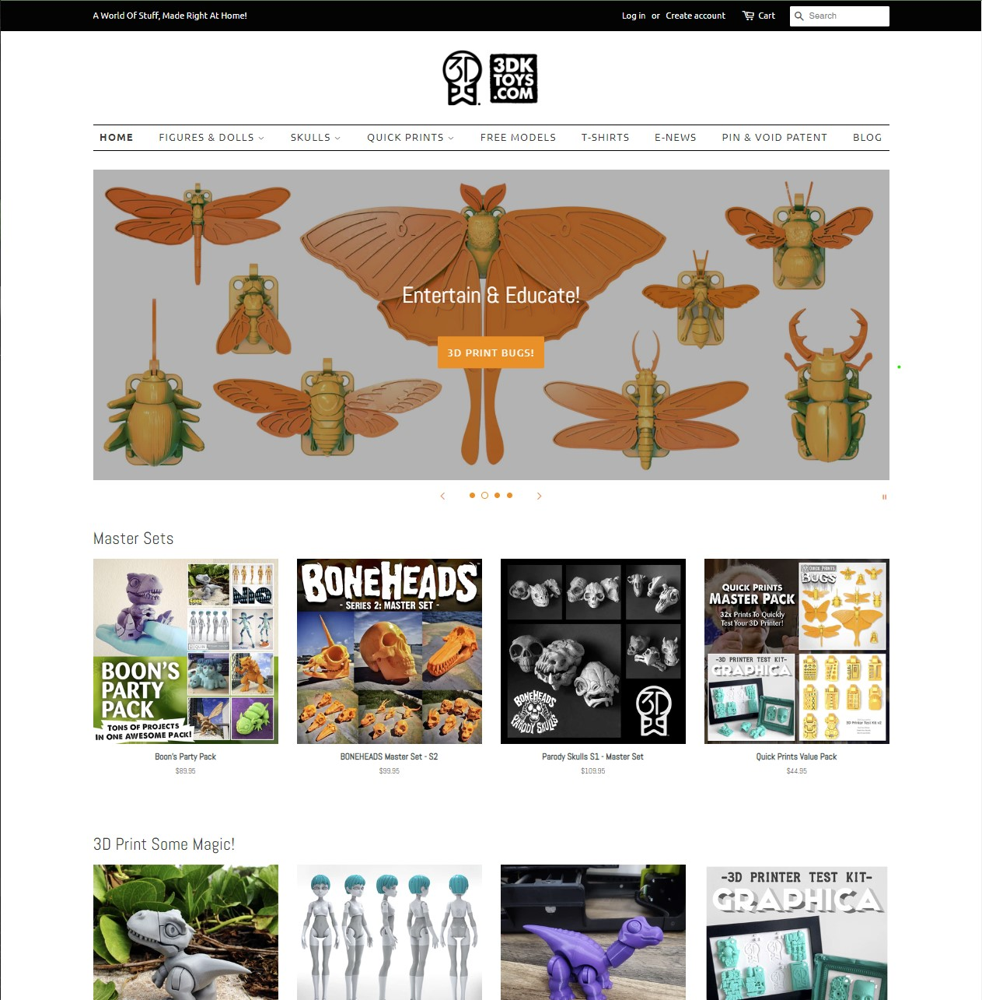 A World Of Stuff, Made Right At Home!
Log in or Create account Cart Search
3D
3DK
TOYS
.COM
HOME FIGURES & DOLLS SKULLS QUICK PRINTS FREE MODELS T-SHIRTS E-NEWS PIN & VOID PATENT BLOG
Entertain & Educate!
3D PRINT BUGS!
Master Sets
BOON'S
PARTY
PACK
TONS OF PROJECTS
IN ONE AWESOME PACK!
BONEHEADS
- SERIES 2: MASTER SET -
BONEHEADS
PARODY SKULLS
3D
QUICK PRINTS
MASTER PACK
32x Prints To Quickly
Test Your 3D Printer!
QUICK PRINTS
BUGS
-3D PRINTER TEST KIT-
GRAPHICA
3D Printer Test Kit v2
Boon's Party Pack
$89.95
BONEHEADS Master Set - S2
$99.95
Parody Skulls S1 - Master Set
$109.95
Quick Prints Value Pack
$44.95
3D Print Some Magic!
-3D PRINTER TEST KIT-
GRAPHICA